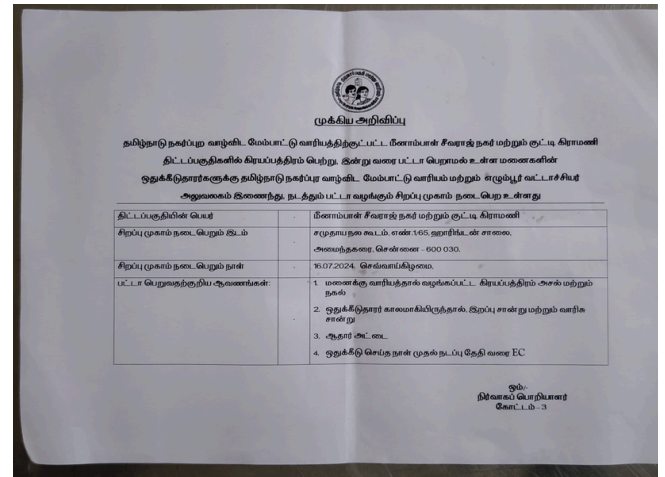 முக்கிய அறிவிப்பு
தமிழ்நாடு நகர்ப்புற வாழ்விட மேம்பாட்டு வாரியத்திற்குட்பட்ட மீனாம்பாள் சிவராஜ் நகர் மற்றும் குட்டி கிராமணி
திட்டப்பகுதிகளில் கிரயப்பத்திரம் பெற்று, இன்று வரை பட்டா பெறாமல் உள்ள மனைகளின்
ஒதுக்கீடுதாரர்களுக்கு தமிழ்நாடு நகர்ப்புற வாழ்விட மேம்பாட்டு வாரியம் மற்றும் எழும்பூர் வட்டாச்சியர்
அலுவலகம் இணைந்து, நடத்தும் பட்டா வழங்கும் சிறப்பு முகாம் நடைபெற உள்ளது
திட்டப்பகுதியின் பெயர் - மீனாம்பாள் சிவராஜ் நகர் மற்றும் குட்டி கிராமணி
சிறப்பு முகாம் நடைபெறும் இடம் - சமுதாய நல கூடம், எண்.1/65, ஹாரிங்டன் சாலை,
அமைந்தகரை, சென்னை – 600 030.
சிறப்பு முகாம் நடைபெறும் நாள் - 16.07.2024, செவ்வாய்கிழமை,
பட்டா பெறுவதற்குரிய ஆவணங்கள்: - 1. மனைக்கு வாரியத்தால் வழங்கப்பட்ட கிரயப்பத்திரம் அசல் மற்றும்
நகல்
2. ஒதுக்கீடுதாரர் காலமாகியிருந்தால், இறப்பு சான்று மற்றும் வாரிசு
சான்று
3. ஆதார் அட்டை
4. ஒதுக்கீடு செய்த நாள் முதல் நடப்பு தேதி வரை EC
ஒம்/-
நிர்வாகப் பொறியாளர்
கோட்டம் - 3